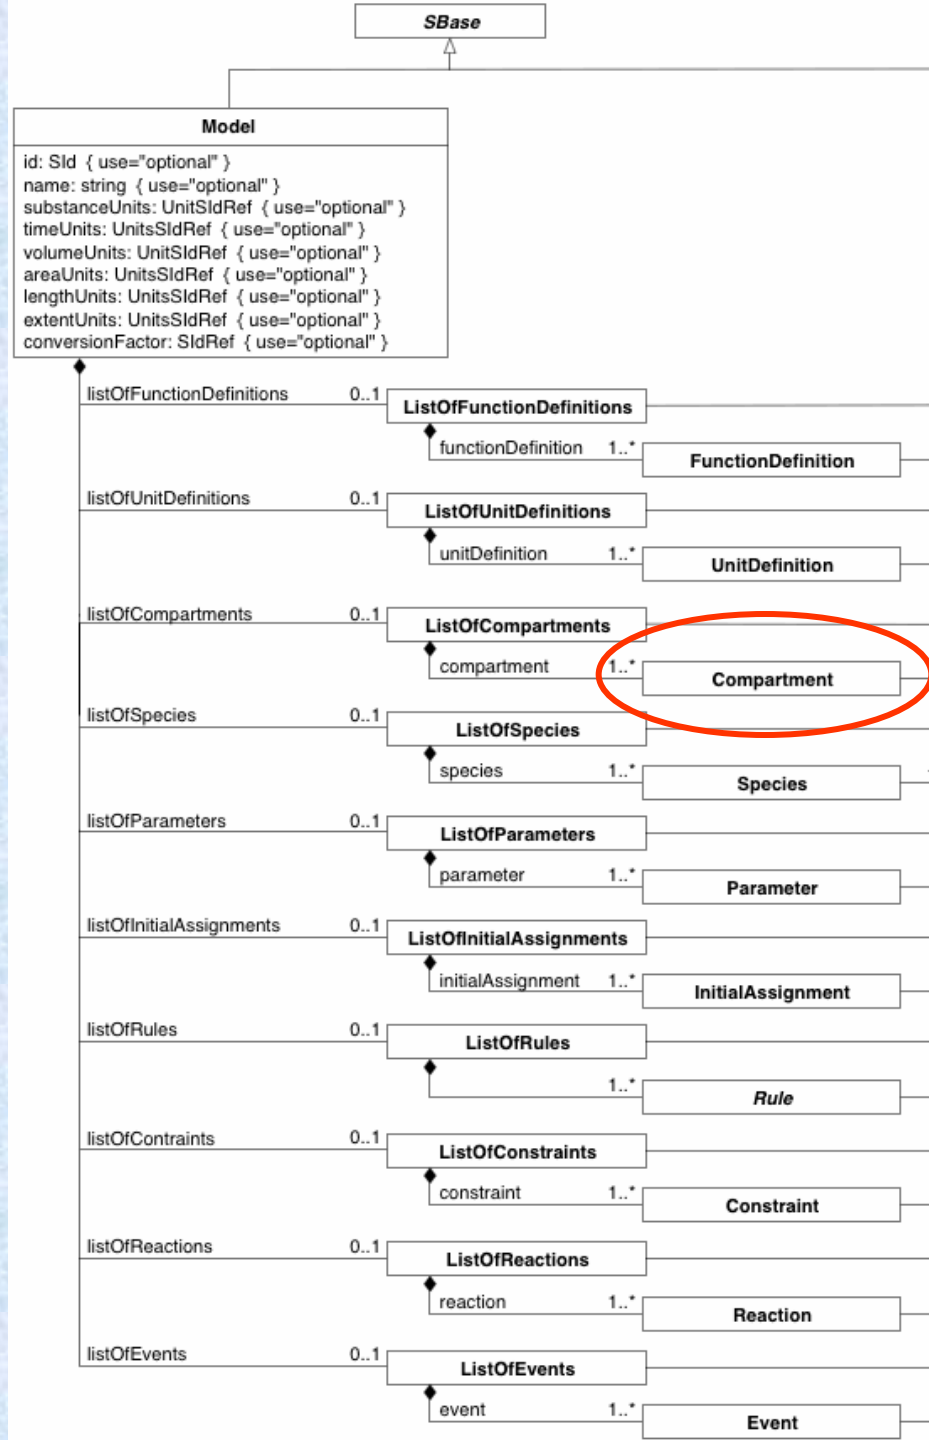 SBase
Model
id: SId { use="optional" }
name: string { use="optional" }
substanceUnits: UnitSIdRef { use="optional" }
timeUnits: UnitsSIdRef { use="optional" }
volumeUnits: UnitSIdRef { use="optional" }
areaUnits: UnitsSIdRef { use="optional" }
lengthUnits: UnitsSIdRef { use="optional" }
extentUnits: UnitsSIdRef { use="optional" }
conversionFactor: SIdRef { use="optional" }
listOfFunctionDefinitions 0..1 ListOfFunctionDefinitions
functionDefinition 1..* FunctionDefinition
listOfUnitDefinitions 0..1 ListOfUnitDefinitions
unitDefinition 1..* UnitDefinition
listOfCompartments 0..1 ListOfCompartments
compartment 1..* Compartment
listOfSpecies 0..1 ListOfSpecies
species 1..* Species
listOfParameters 0..1 ListOfParameters
parameter 1..* Parameter
listOfInitialAssignments 0..1 ListOfInitialAssignments
initialAssignment 1..* InitialAssignment
listOfRules 0..1 ListOfRules
1..* Rule
listOfContraints 0..1 ListOfConstraints
constraint 1..* Constraint
listOfReactions 0..1 ListOfReactions
reaction 1..* Reaction
listOfEvents 0..1 ListOfEvents
event 1..* Event